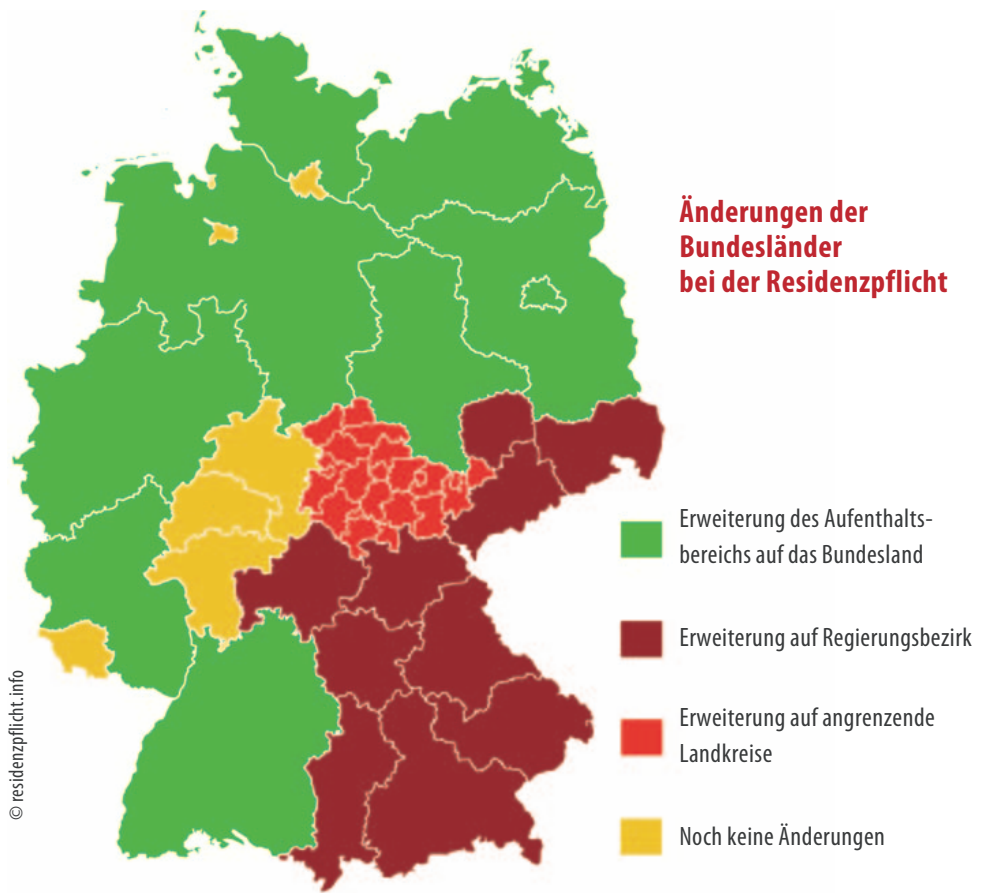 Änderungen der
Bundesländer
bei der Residenzpflicht
Erweiterung des Aufenthalts-
bereichs auf das Bundesland
Erweiterung auf Regierungsbezirk
Erweiterung auf angrenzende
Landkreise
Noch keine Änderungen
© residenzpflicht.info